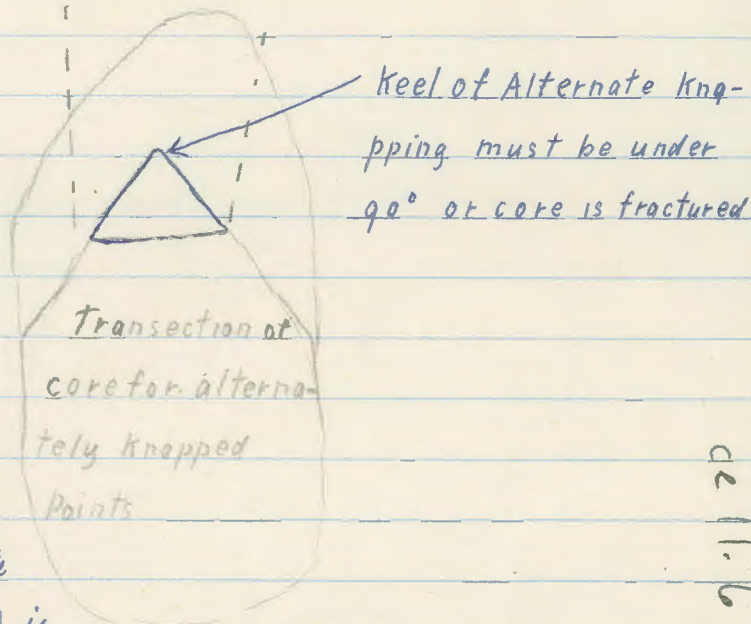 Keel of Alternate Kna-
pping must be under
90° or core is fractured
Transection of
core for alterna-
tely Knapped
Points
is